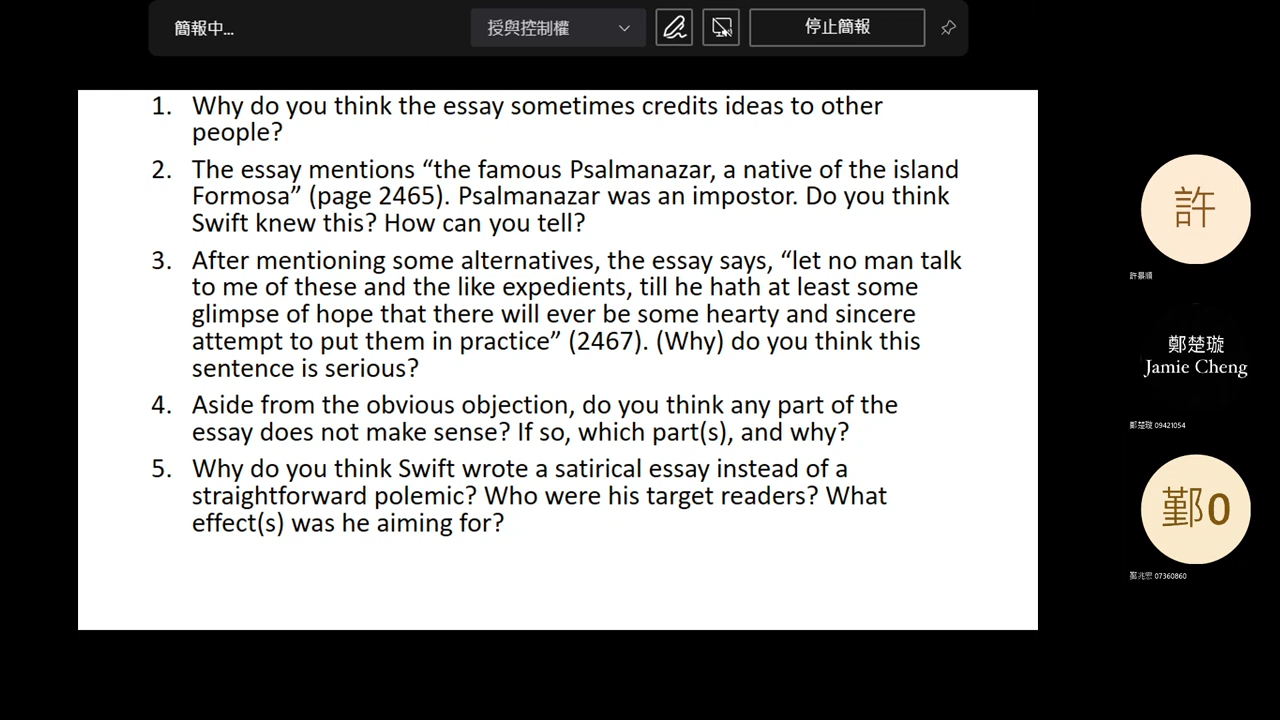 簡報中...
授與控制權
停止簡報
1. Why do you think the essay sometimes credits ideas to other
people?
2. The essay mentions “the famous Psalmanazar, a native of the island
Formosa” (page 2465). Psalmanazar was an impostor. Do you think
Swift knew this? How can you tell?
3. After mentioning some alternatives, the essay says, “let no man talk
to me of these and the like expedients, till he hath at least some
glimpse of hope that there will ever be some hearty and sincere
attempt to put them in practice” (2467). (Why) do you think this
sentence is serious?
4. Aside from the obvious objection, do you think any part of the
essay does not make sense? If so, which part(s), and why?
5. Why do you think Swift wrote a satirical essay instead of a
straightforward polemic? Who were his target readers? What
effect(s) was he aiming for?
許
鄭楚璇
Jamie Cheng
鄭楚璇 09421054
鄞0
07360860